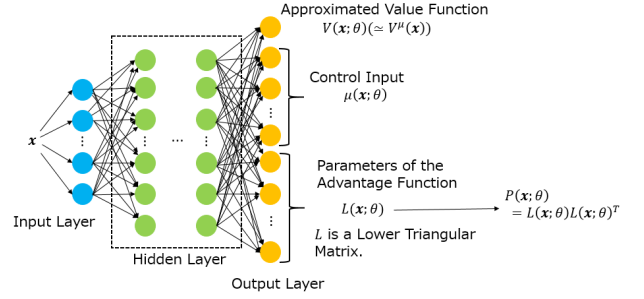 Approximated Value Function
V(x;θ)(≃ V^μ(x))
Control Input
μ(x;θ)
x
Parameters of the
Advantage Function
L(x;θ)
P(x;θ)
= L(x;θ)L(x;θ)^T
L is a Lower Triangular
Matrix.
Input Layer
Hidden Layer
Output Layer